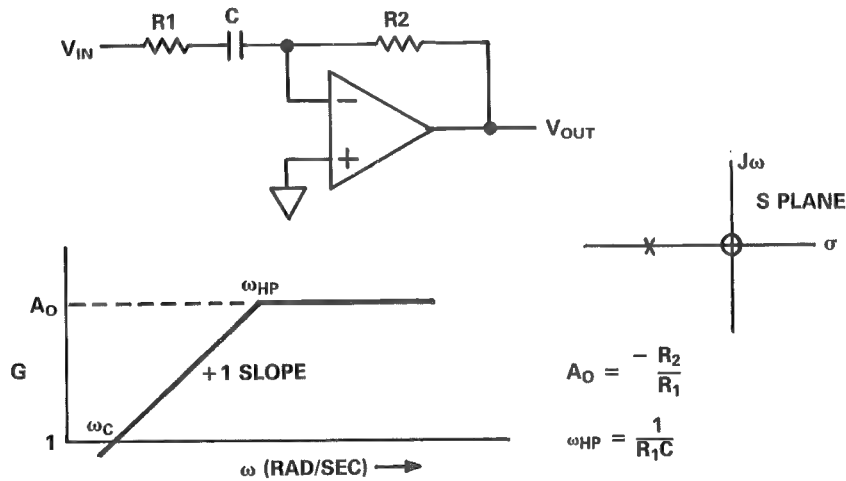 R1
C
R2
V_IN
−
+
V_OUT
Jω
S PLANE
σ
ω_HP
A_O
+1 SLOPE
G
ω_C
1
ω (RAD/SEC)
A_O = − R_2 / R_1
ω_HP = 1 / R_1C